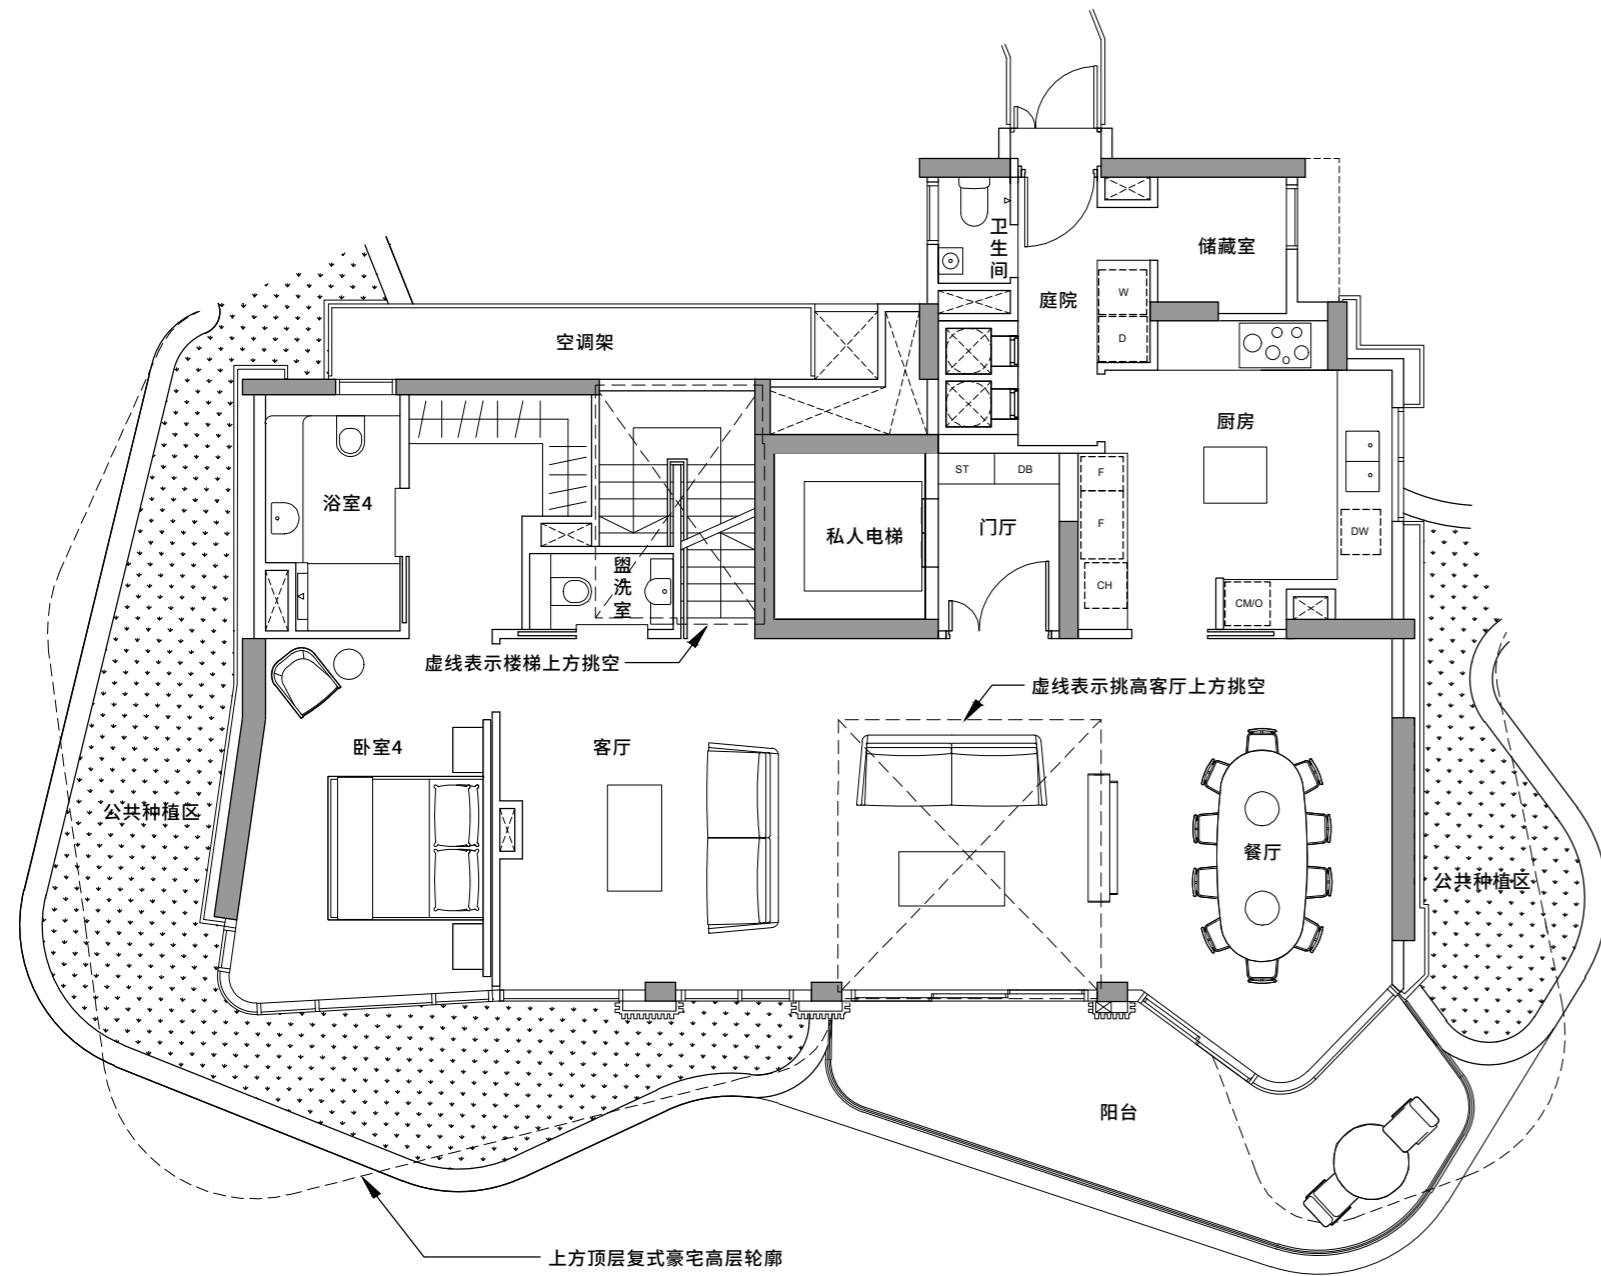 卫生间
储藏室
W
庭院
D
空调架
厨房
ST
DB
F
浴室4
私人电梯
门厅
F
DW
盥洗室
CH
CM/O
虚线表示楼梯上方挑空
虚线表示挑高客厅上方挑空
卧室4
客厅
公共种植区
餐厅
公共种植区
阳台
上方顶层复式豪宅高层轮廓